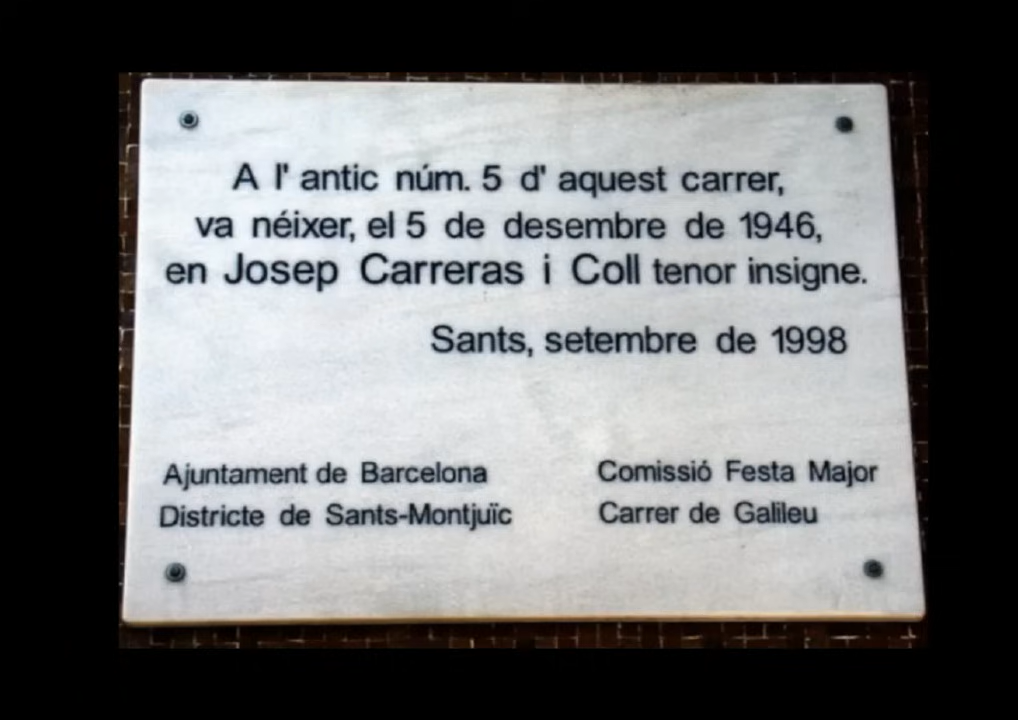 A l' antic núm. 5 d' aquest carrer,
va néixer, el 5 de desembre de 1946,
en Josep Carreras i Coll tenor insigne.
Sants, setembre de 1998
Ajuntament de Barcelona
Districte de Sants-Montjuïc
Comissió Festa Major
Carrer de Galileu